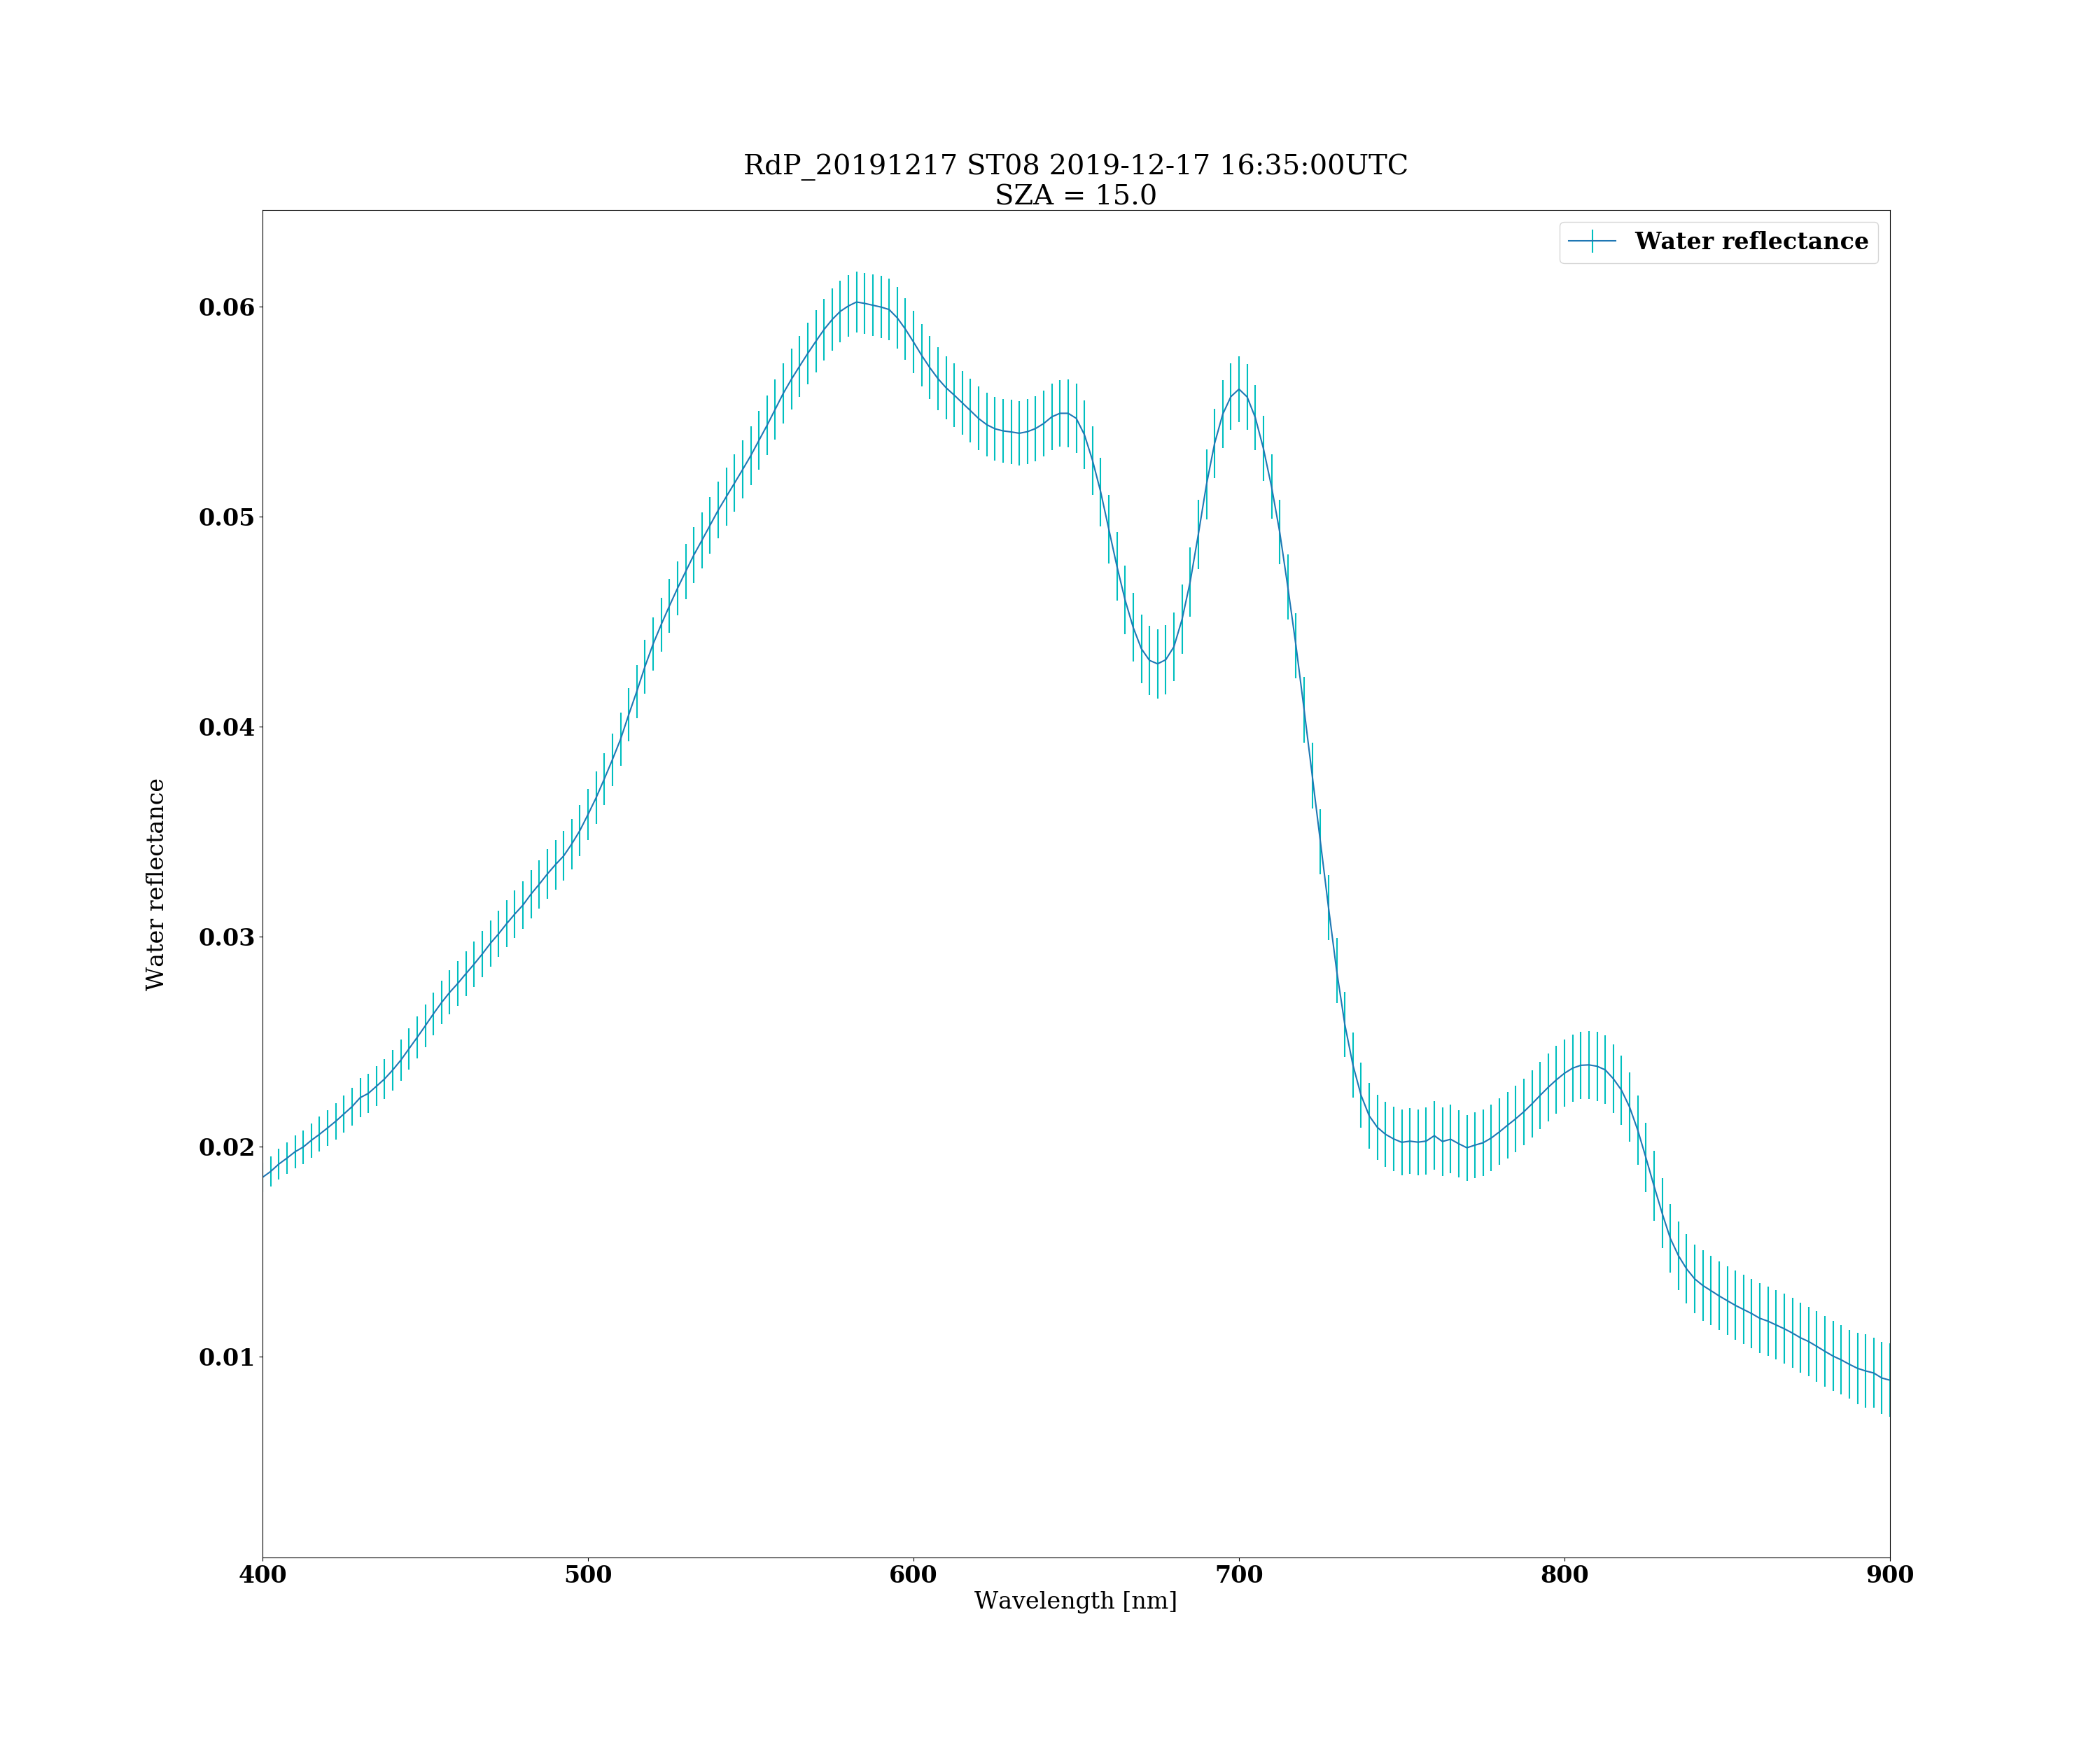 RdP_20191217 ST08 2019-12-17 16:35:00UTC
SZA = 15.0
Water reflectance
0.06
0.05
0.04
0.03
0.02
0.01
Water reflectance
400 500 600 700 800 900
Wavelength [nm]